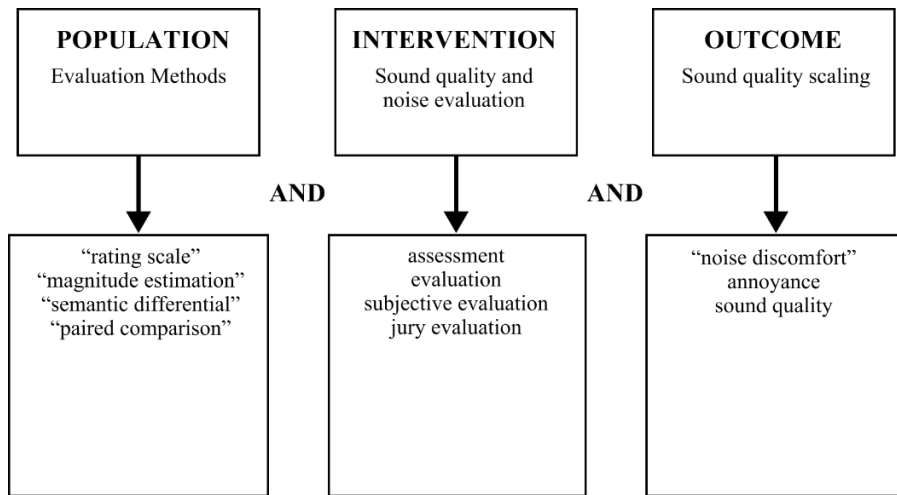 POPULATION
Evaluation Methods
INTERVENTION
Sound quality and
noise evaluation
OUTCOME
Sound quality scaling
AND
AND
“rating scale”
“magnitude estimation”
“semantic differential”
“paired comparison”
assessment
evaluation
subjective evaluation
jury evaluation
“noise discomfort”
annoyance
sound quality